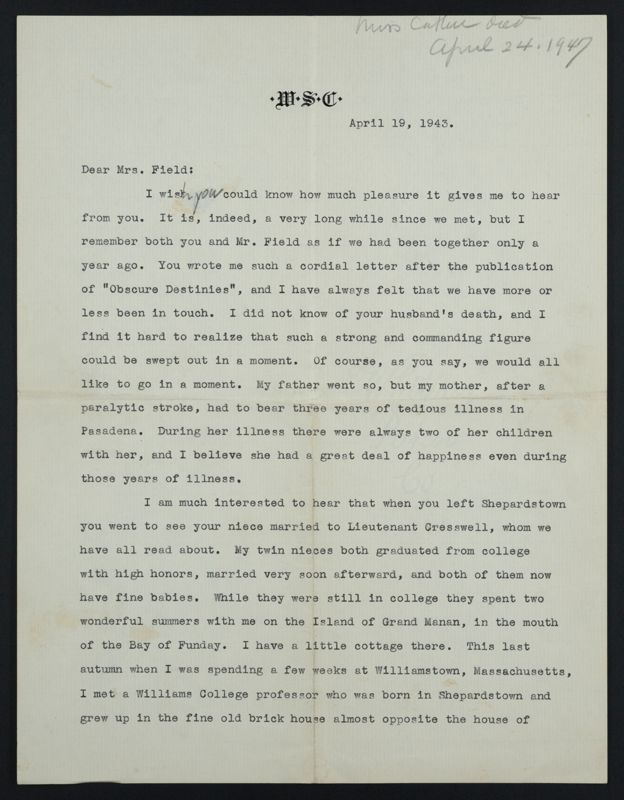 Miss Cather died
April 24. 1947
W·S·C
April 19, 1943.
Dear Mrs. Field:
I wish you could know how much pleasure it gives me to hear
from you. It is, indeed, a very long while since we met, but I
remember both you and Mr. Field as if we had been together only a
year ago. You wrote me such a cordial letter after the publication
of "Obscure Destinies", and I have always felt that we have more or
less been in touch. I did not know of your husband's death, and I
find it hard to realize that such a strong and commanding figure
could be swept out in a moment. Of course, as you say, we would all
like to go in a moment. My father went so, but my mother, after a
paralytic stroke, had to bear three years of tedious illness in
Pasadena. During her illness there were always two of her children
with her, and I believe she had a great deal of happiness even during
those years of illness.
I am much interested to hear that when you left Shepardstown
you went to see your niece married to Lieutenant Gresswell, whom we
have all read about. My twin nieces both graduated from college
with high honors, married very soon afterward, and both of them now
have fine babies. While they were still in college they spent two
wonderful summers with me on the Island of Grand Manan, in the mouth
of the Bay of Funday. I have a little cottage there. This last
autumn when I was spending a few weeks at Williamstown, Massachusetts,
I met a Williams College professor who was born in Shepardstown and
grew up in the fine old brick house almost opposite the house of